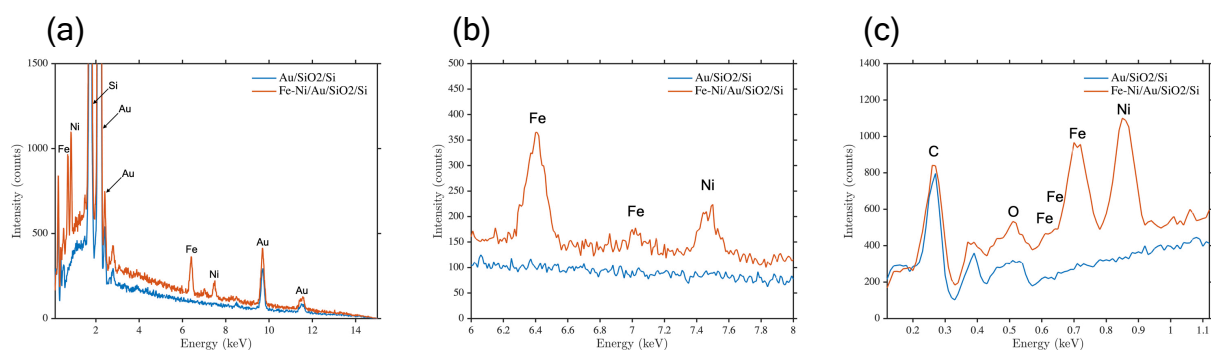 (a)
1500
1000
500
0
Intensity (counts)
2
4
6
8
10
12
14
Energy (keV)
Au/SiO2/Si
Fe-Ni/Au/SiO2/Si
Si
Au
Ni
Fe
Au
Fe
Ni
Au
Au
(b)
500
450
400
350
300
250
200
150
100
50
0
Intensity (counts)
6
6.2
6.4
6.6
6.8
7
7.2
7.4
7.6
7.8
8
Energy (keV)
Au/SiO2/Si
Fe-Ni/Au/SiO2/Si
Fe
Fe
Ni
(c)
1400
1200
1000
800
600
400
200
0
Intensity (counts)
0.2
0.3
0.4
0.5
0.6
0.7
0.8
0.9
1
1.1
Energy (keV)
Au/SiO2/Si
Fe-Ni/Au/SiO2/Si
C
O
Fe
Fe
Fe
Ni